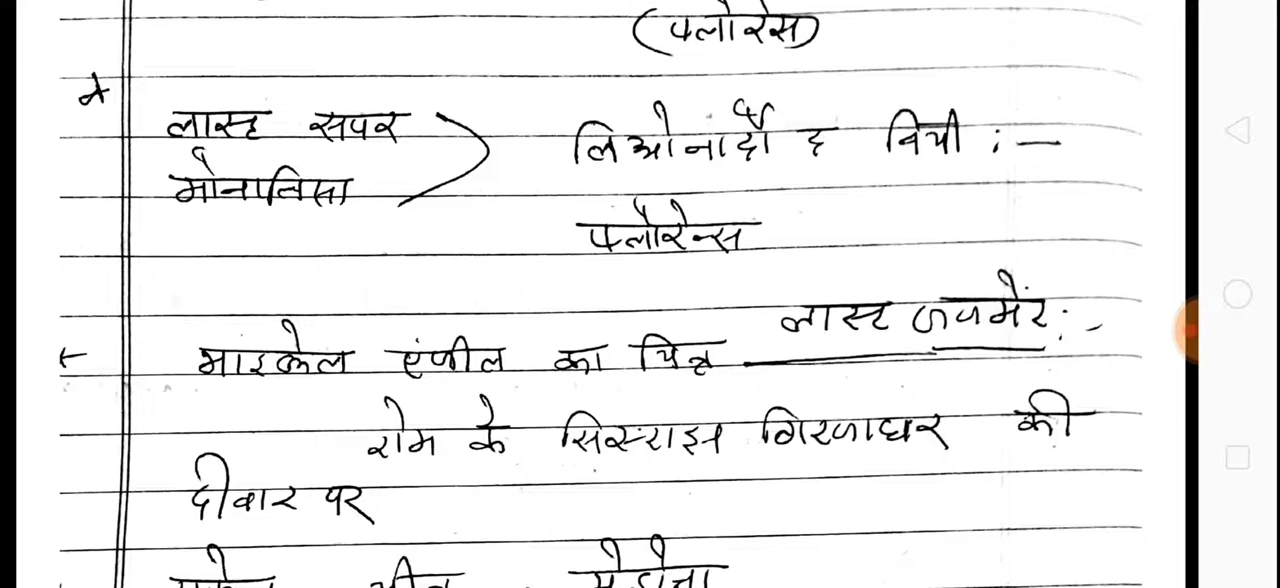 (फ्लोरेंस)
लास्ट सपर लिओनार्दो द विंची :-
मोनालिसा
फ्लोरेन्स
माइकेल एंजील का चित्र लास्ट जजमेंट :-
रोम के सिस्टाइन गिरजाघर की
दीवार पर
मेडोना